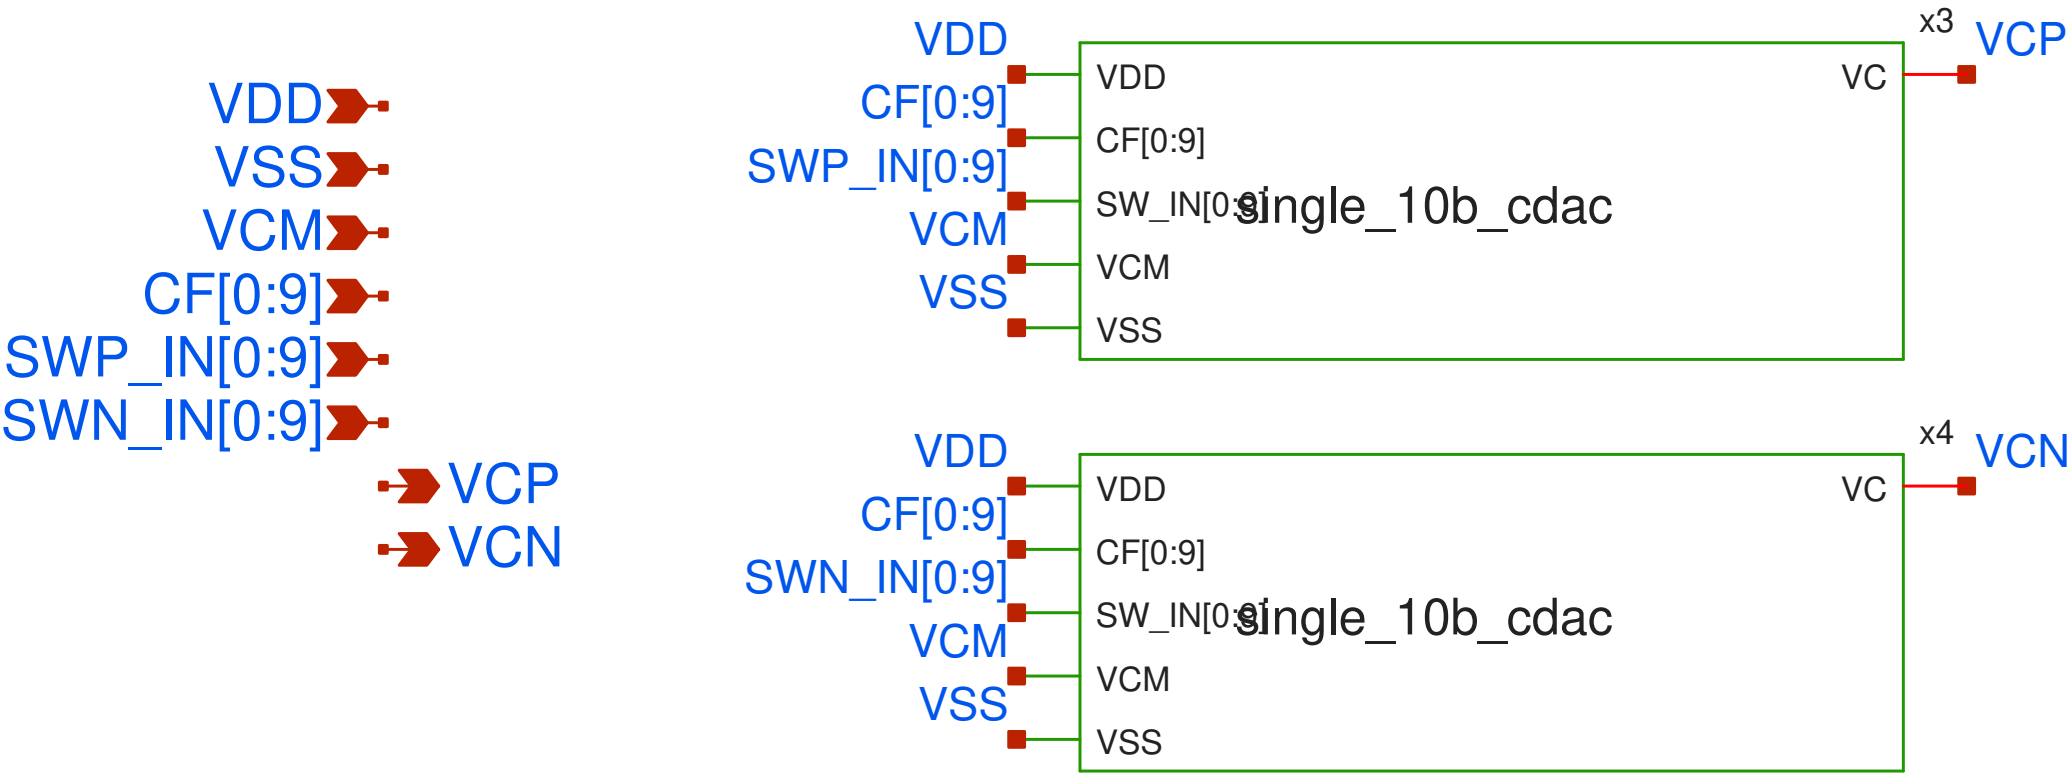 VDD
VSS
VCM
CF[0:9]
SWP_IN[0:9]
SWN_IN[0:9]
VCP
VCN
x3
VCP
VDD
VDD
VC
CF[0:9]
CF[0:9]
SWP_IN[0:9]
SW_IN[0:9]
single_10b_cdac
VCM
VCM
VSS
VSS
x4
VCN
VDD
VDD
VC
CF[0:9]
CF[0:9]
SWN_IN[0:9]
SW_IN[0:9]
single_10b_cdac
VCM
VCM
VSS
VSS